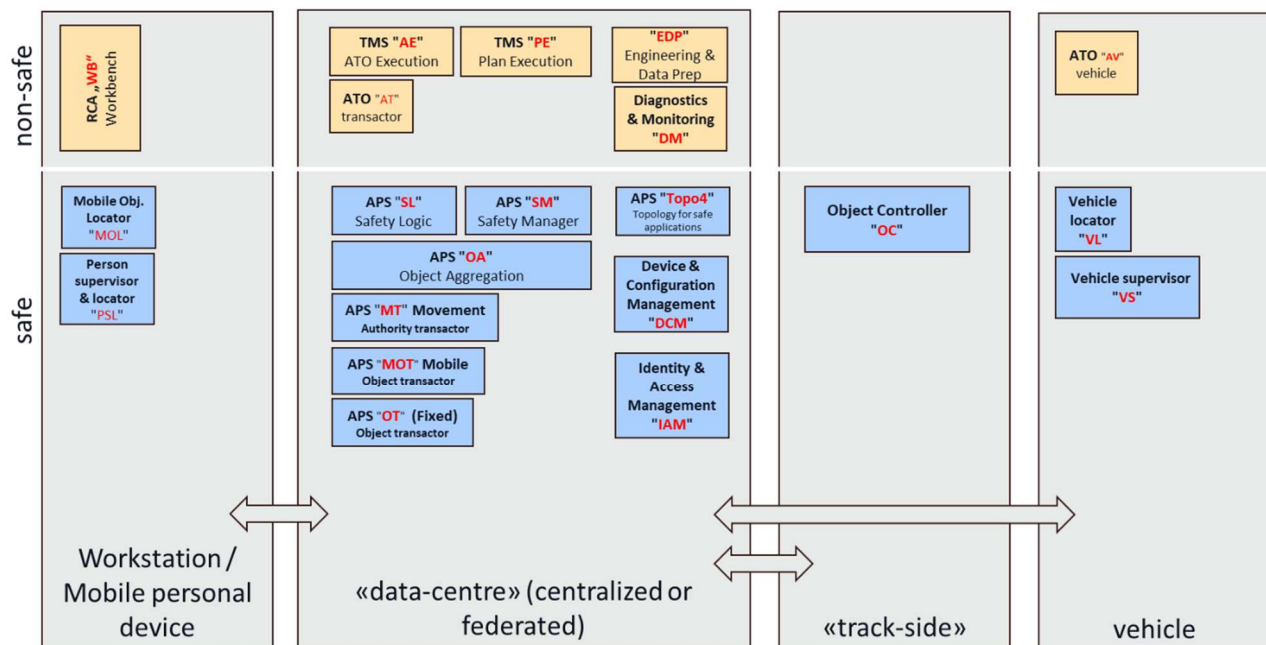 non-safe
RCA „WB“
Workbench
TMS "AE"
ATO Execution
TMS "PE"
Plan Execution
"EDP"
Engineering &
Data Prep
ATO "AT"
transactor
Diagnostics
& Monitoring
"DM"
ATO "AV"
vehicle
safe
Mobile Obj.
Locator
"MOL"
Person
supervisor
& locator
"PSL"
APS "SL"
Safety Logic
APS "SM"
Safety Manager
APS "Topo4"
Topology for safe
applications
APS "OA"
Object Aggregation
APS "MT" Movement
Authority transactor
APS "MOT" Mobile
Object transactor
APS "OT" (Fixed)
Object transactor
Device &
Configuration
Management
"DCM"
Identity &
Access
Management
"IAM"
Object Controller
"OC"
Vehicle
locator
"VL"
Vehicle supervisor
"VS"
Workstation /
Mobile personal
device
«data-centre» (centralized or
federated)
«track-side»
vehicle